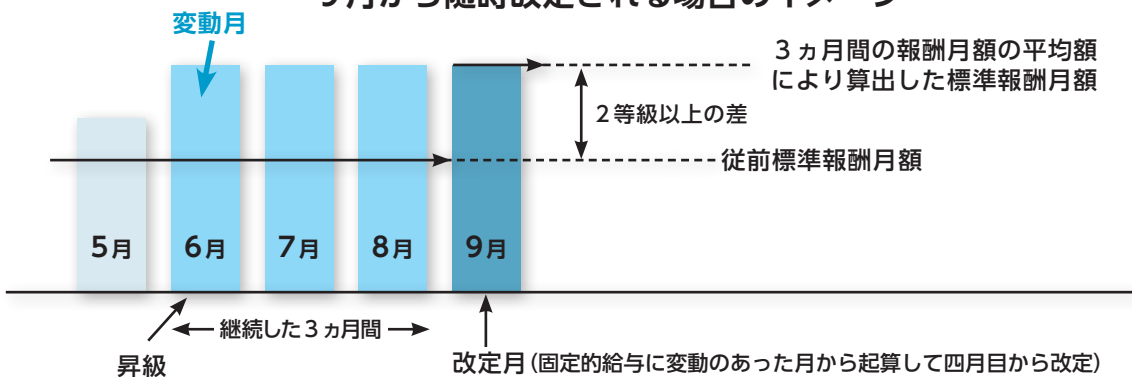 変動月
3ヵ月間の報酬月額の平均額
により算出した標準報酬月額
2等級以上の差
従前標準報酬月額
5月 6月 7月 8月 9月
継続した3ヵ月間
昇級
改定月(固定的給与に変動のあった月から起算して四月目から改定)